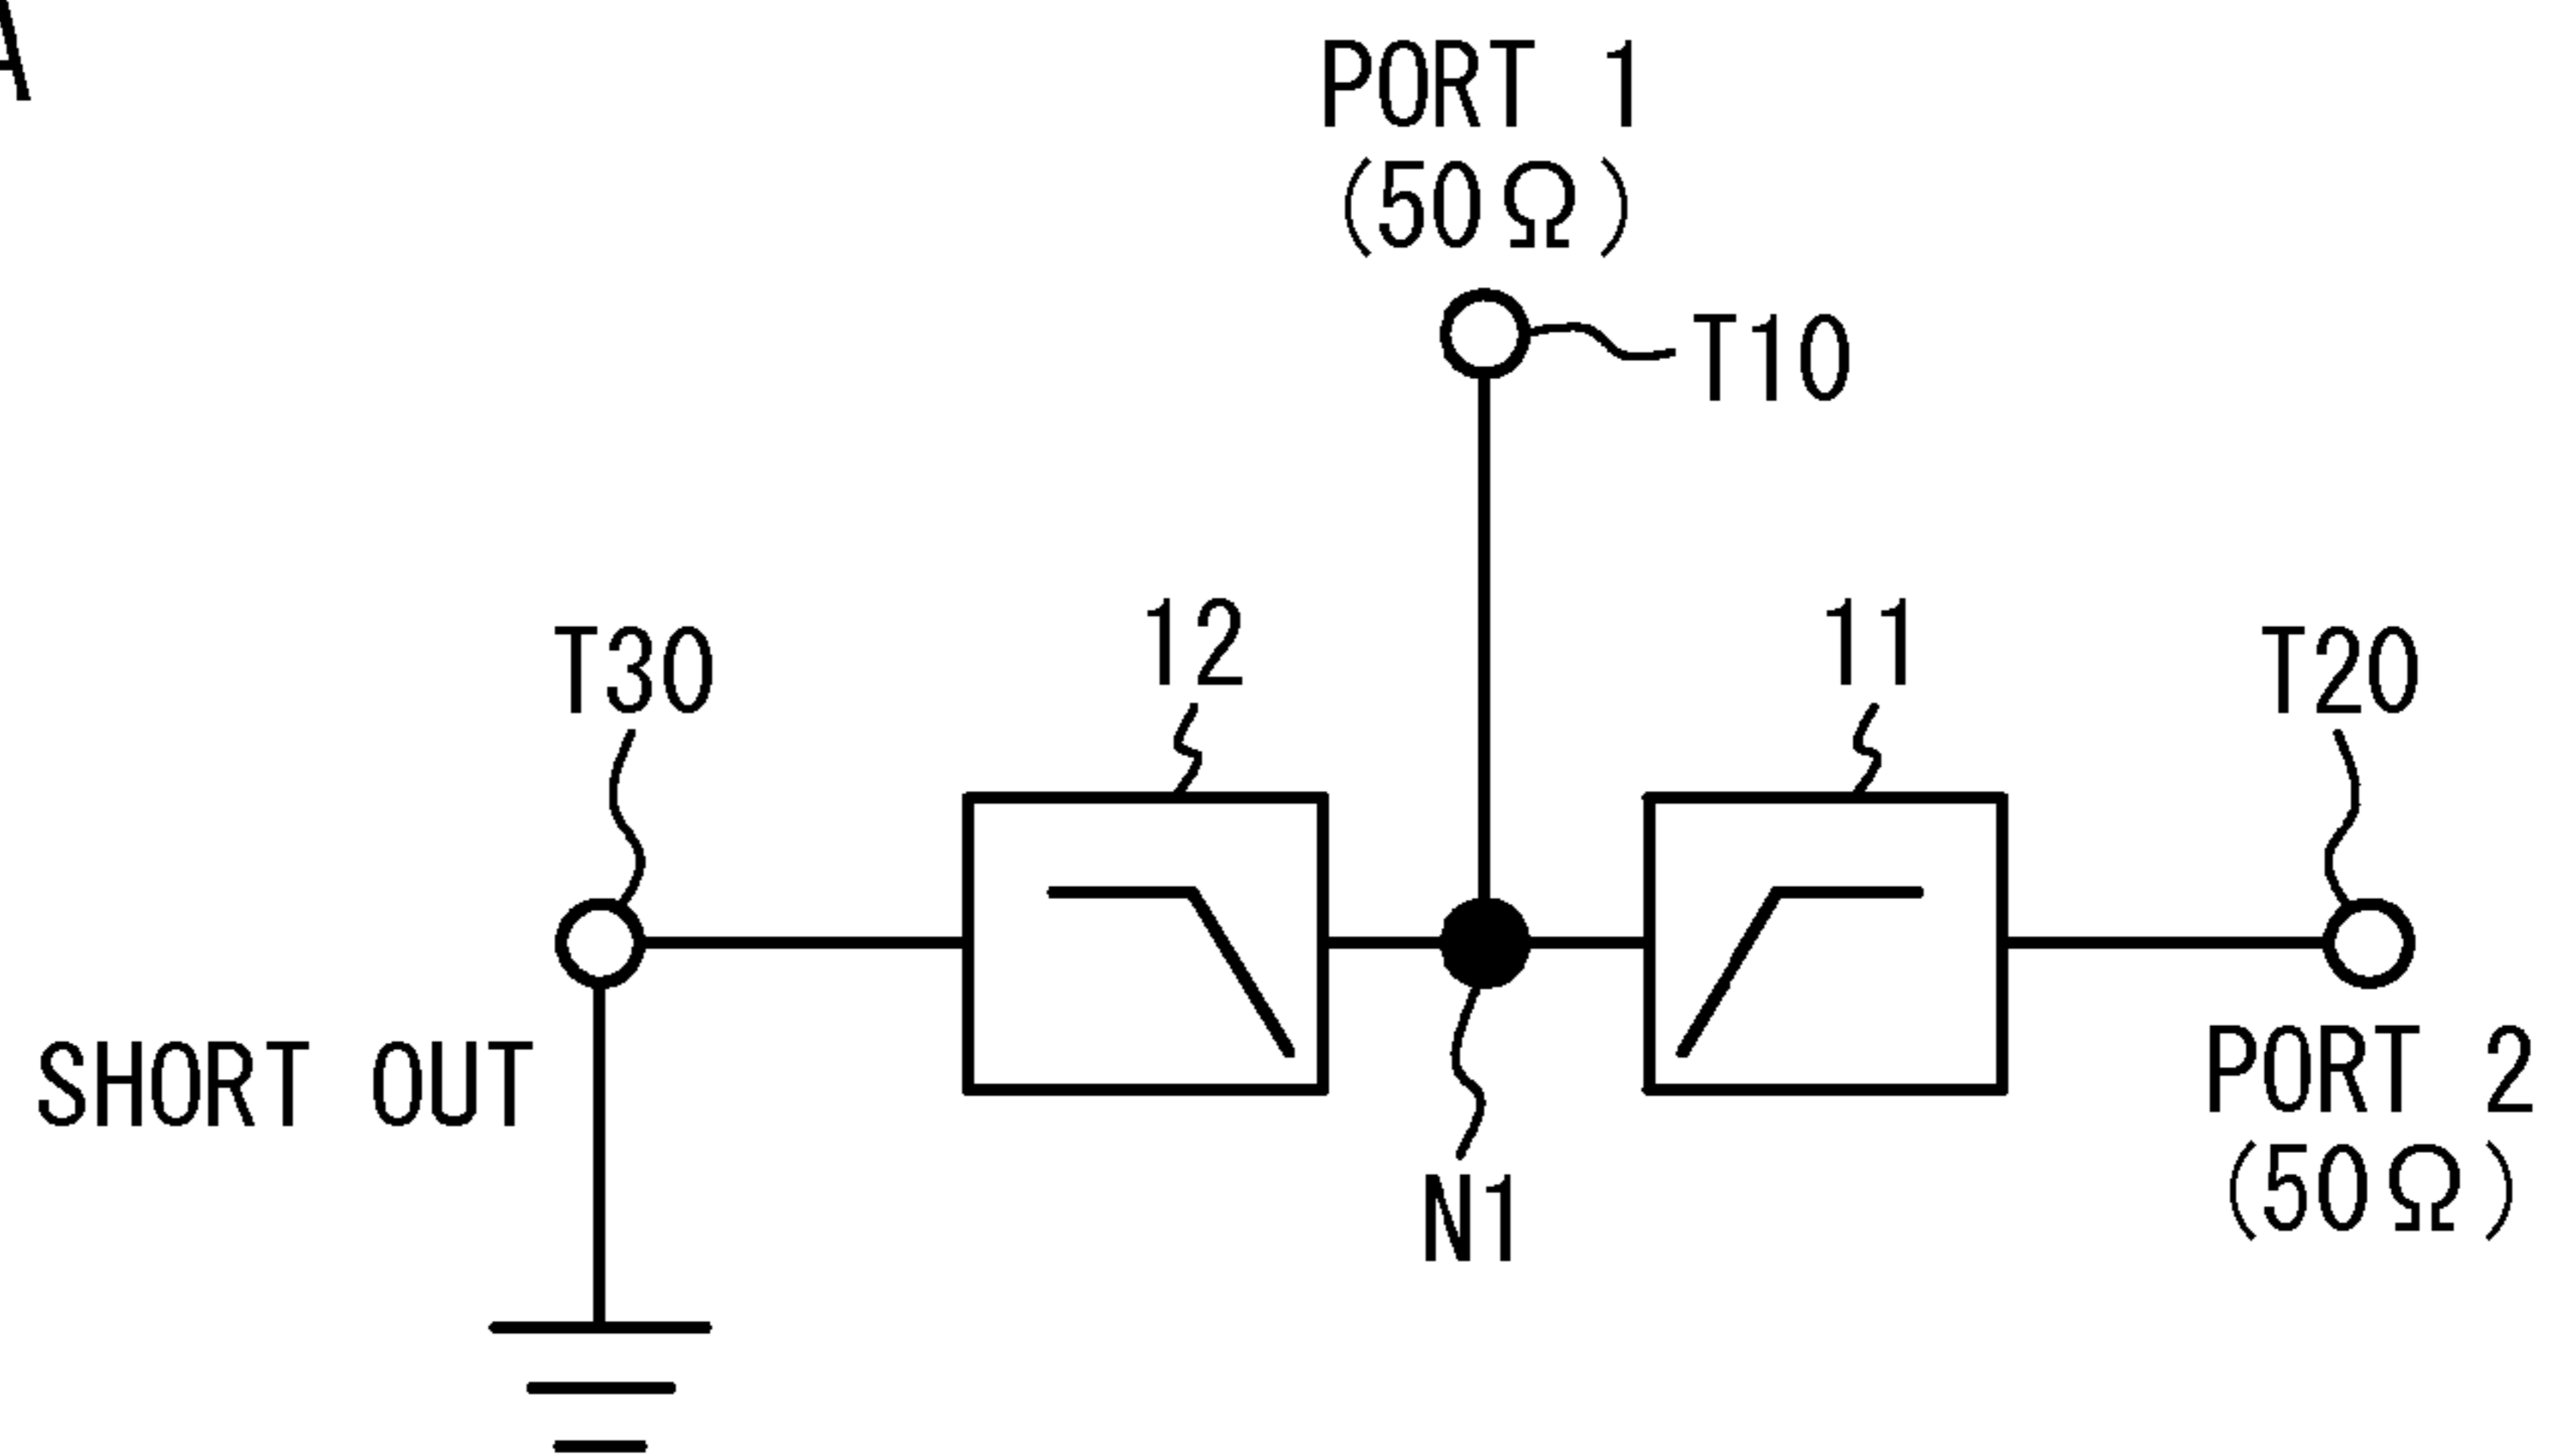 A
PORT 1
(50Ω)
T10
T30
12
11
T20
SHORT OUT
N1
PORT 2
(50Ω)